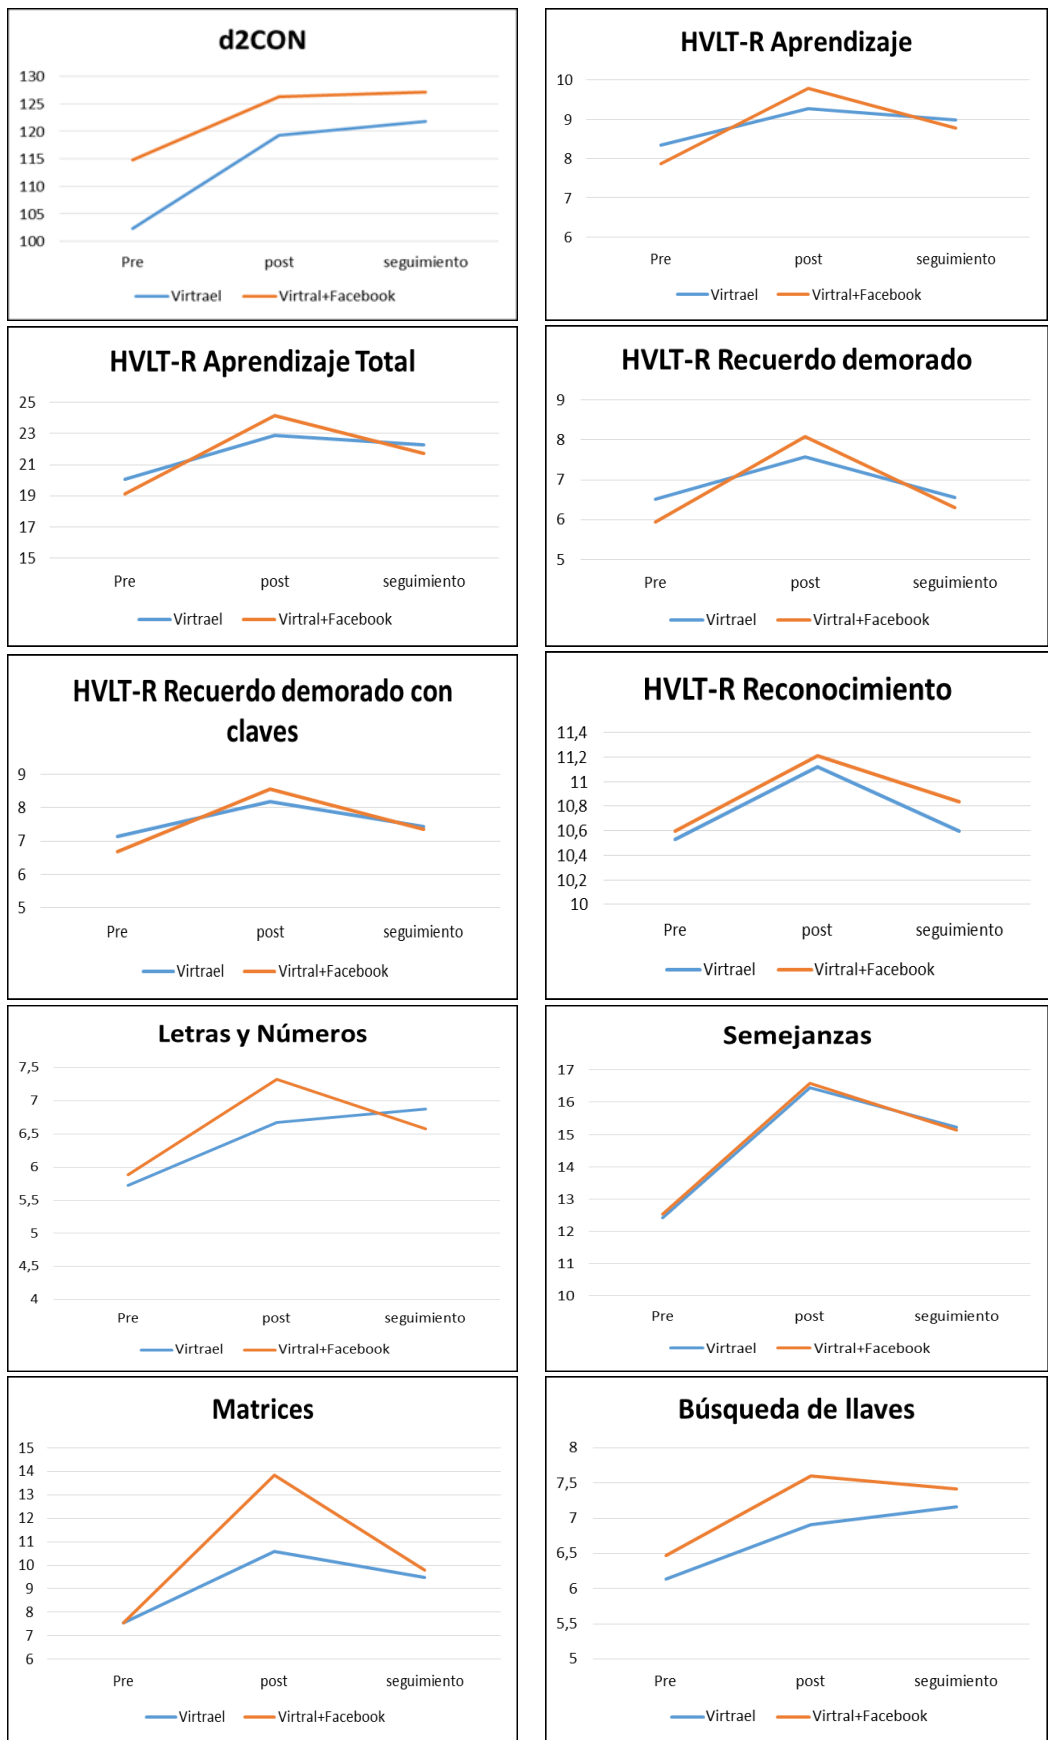 d2CON
130
125
120
115
110
105
100
Pre post seguimiento
Virtrael Virtral+Facebook
HVLT-R Aprendizaje
10
9
8
7
6
Pre post seguimiento
Virtrael Virtral+Facebook
HVLT-R Aprendizaje Total
25
23
21
19
17
15
Pre post seguimiento
Virtrael Virtral+Facebook
HVLT-R Recuerdo demorado
9
8
7
6
5
Pre post seguimiento
Virtrael Virtral+Facebook
HVLT-R Recuerdo demorado con
claves
9
8
7
6
5
Pre post seguimiento
Virtrael Virtral+Facebook
HVLT-R Reconocimiento
11,4
11,2
11
10,8
10,6
10,4
10,2
10
Pre post seguimiento
Virtrael Virtral+Facebook
Letras y Números
7,5
7
6,5
6
5,5
5
4,5
4
Pre post seguimiento
Virtrael Virtral+Facebook
Semejanzas
17
16
15
14
13
12
11
10
Pre post seguimiento
Virtrael Virtral+Facebook
Matrices
15
14
13
12
11
10
9
8
7
6
Pre post seguimiento
Virtrael Virtral+Facebook
Búsqueda de llaves
8
7,5
7
6,5
6
5,5
5
Pre post seguimiento
Virtrael Virtral+Facebook